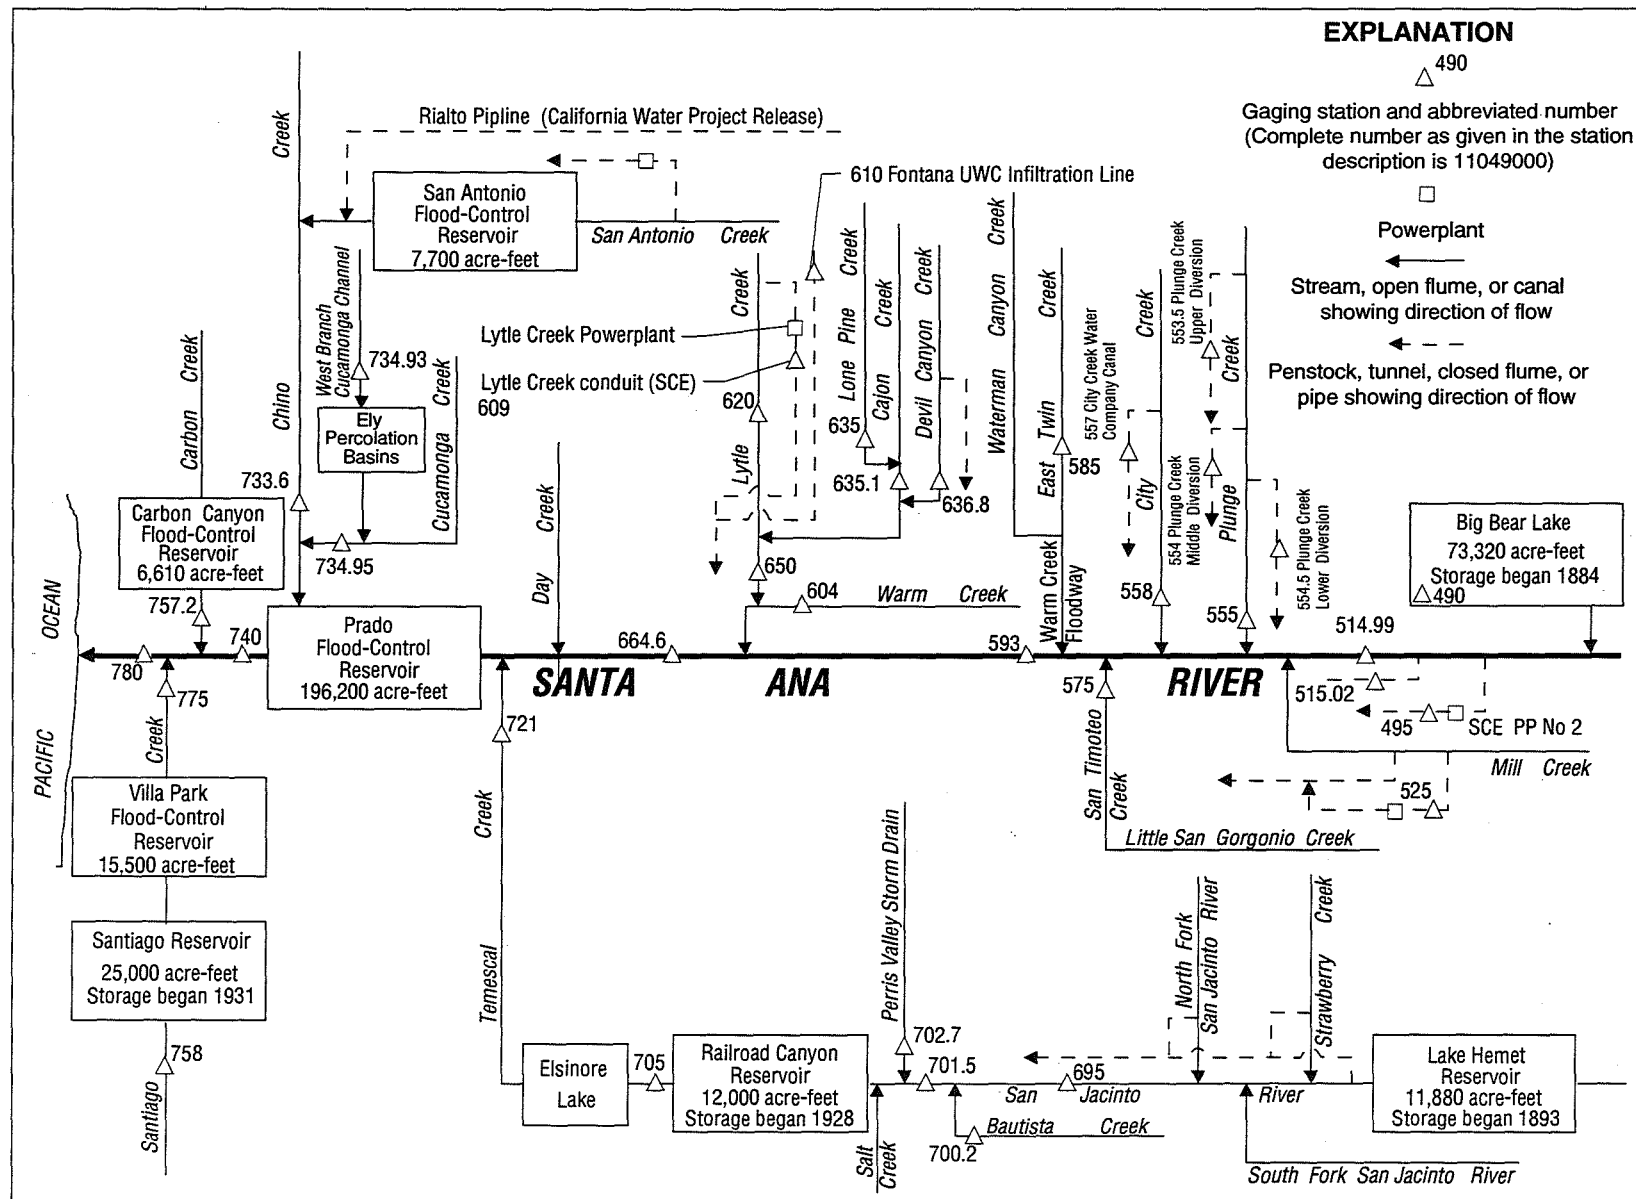 EXPLANATION
490
Gaging station and abbreviated number
(Complete number as given in the station
description is 11049000)
Powerplant
Stream, open flume, or canal
showing direction of flow
Penstock, tunnel, closed flume, or
pipe showing direction of flow
Creek
Chino
Rialto Pipline (California Water Project Release)
San Antonio
Flood-Control
Reservoir
7,700 acre-feet
San Antonio Creek
610 Fontana UWC Infiltration Line
West Branch
Cucamonga Channel
734.93
Ely
Percolation
Basins
Cucamonga Creek
733.6
734.95
Carbon Creek
Carbon Canyon
Flood-Control
Reservoir
6,610 acre-feet
757.2
Lytle Creek Powerplant
Lytle Creek conduit (SCE)
609
Lytle Creek
620
650
Lone Pine Creek
635
Cajon Creek
635.1
Devil Canyon Creek
636.8
604
Warm Creek
Day Creek
Waterman Canyon Creek
East Twin Creek
585
Warm Creek
Floodway
557 City Creek Water
Company Canal
City Creek
558
553.5 Plunge Creek
Upper Diversion
554 Plunge Creek
Middle Diversion
Plunge Creek
555
554.5 Plunge Creek
Lower Diversion
Big Bear Lake
73,320 acre-feet
Storage began 1884
490
514.99
515.02
495
SCE PP No 2
Mill Creek
525
PACIFIC OCEAN
780
740
Prado
Flood-Control
Reservoir
196,200 acre-feet
664.6
593
SANTA ANA RIVER
775
Creek
Villa Park
Flood-Control
Reservoir
15,500 acre-feet
Santiago Reservoir
25,000 acre-feet
Storage began 1931
758
Santiago
721
Temescal Creek
575
San Timoteo
Creek
Little San Gorgonio Creek
Elsinore
Lake
705
Railroad Canyon
Reservoir
12,000 acre-feet
Storage began 1928
Perris Valley Storm Drain
702.7
701.5
Salt
Creek
700.2
Bautista Creek
695
San Jacinto River
North Fork
San Jacinto River
Strawberry Creek
South Fork San Jacinto River
Lake Hemet
Reservoir
11,880 acre-feet
Storage began 1893